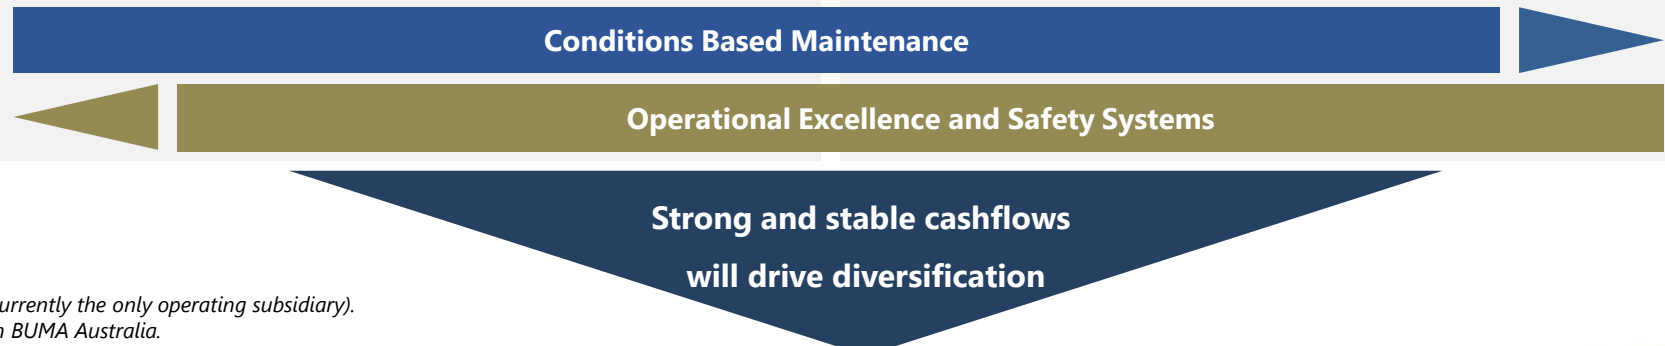 Conditions Based Maintenance
Operational Excellence and Safety Systems
Strong and stable cashflows
will drive diversification
urrently the only operating subsidiary).
n BUMA Australia.